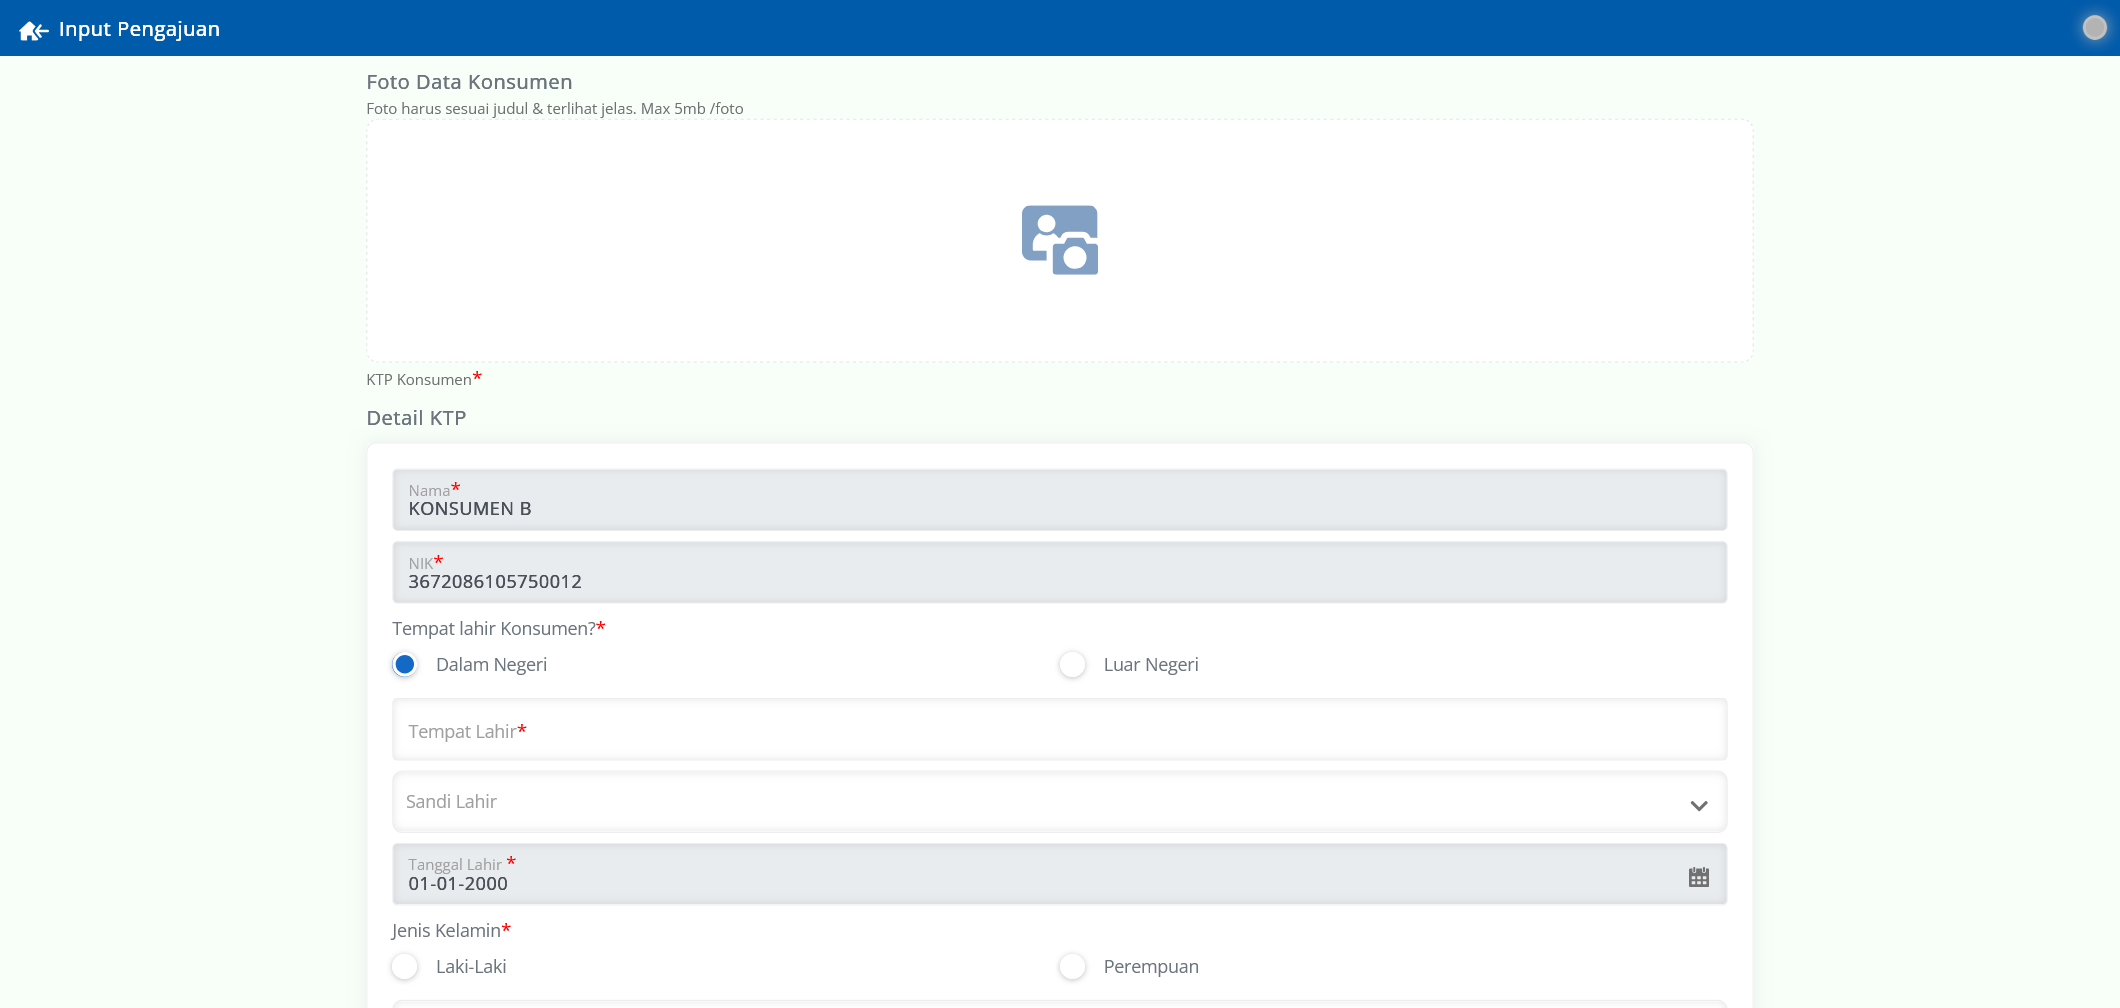 Input Pengajuan
Foto Data Konsumen
Foto harus sesuai judul & terlihat jelas. Max 5mb /foto
KTP Konsumen*
Detail KTP
Nama*
KONSUMEN B
NIK*
3672086105750012
Tempat lahir Konsumen?*
Dalam Negeri
Luar Negeri
Tempat Lahir*
Sandi Lahir
Tanggal Lahir *
01-01-2000
Jenis Kelamin*
Laki-Laki
Perempuan